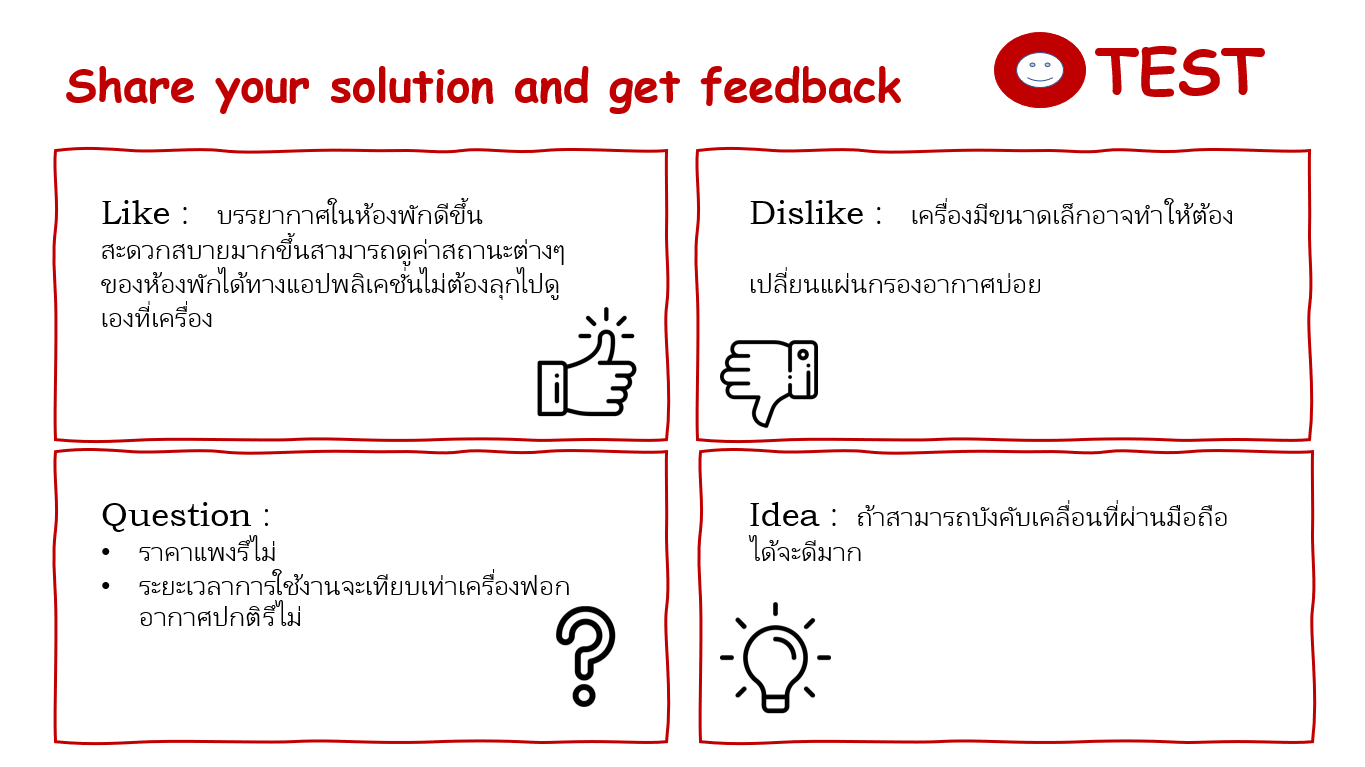 Share your solution and get feedback
TEST
Like : บรรยากาศในห้องพักดีขึ้น
สะดวกสบายมากขึ้นสามารถดูค่าสถานะต่างๆ
ของห้องพักได้ทางแอปพลิเคชั่นไม่ต้องลุกไปดู
เองที่เครื่อง
Dislike : เครื่องมีขนาดเล็กอาจทำให้ต้อง
เปลี่ยนแผ่นกรองอากาศบ่อย
Question :
• ราคาแพงรึไม่
• ระยะเวลาการใช้งานจะเทียบเท่าเครื่องฟอก
อากาศปกติรึไม่
Idea : ถ้าสามารถบังคับเคลื่อนที่ผ่านมือถือ
ได้จะดีมาก